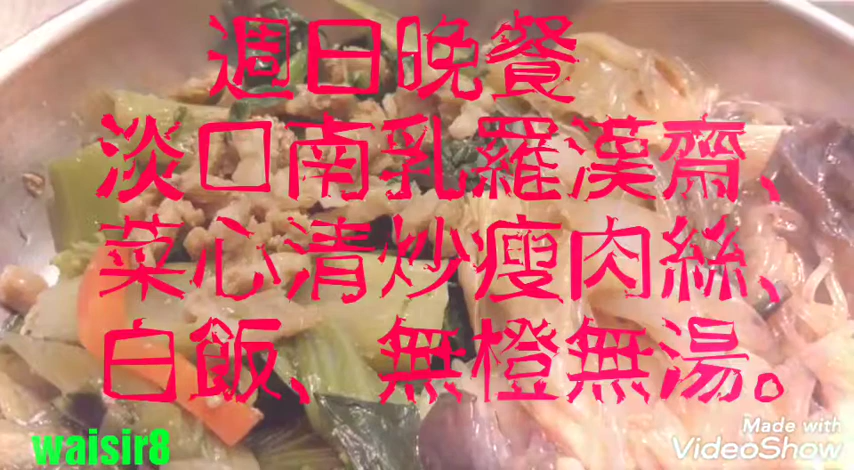 週日晚餐
淡口南乳羅漢齋、
菜心清炒瘦肉絲、
白飯、無橙無湯。
waisir8
Made with
VideoShow